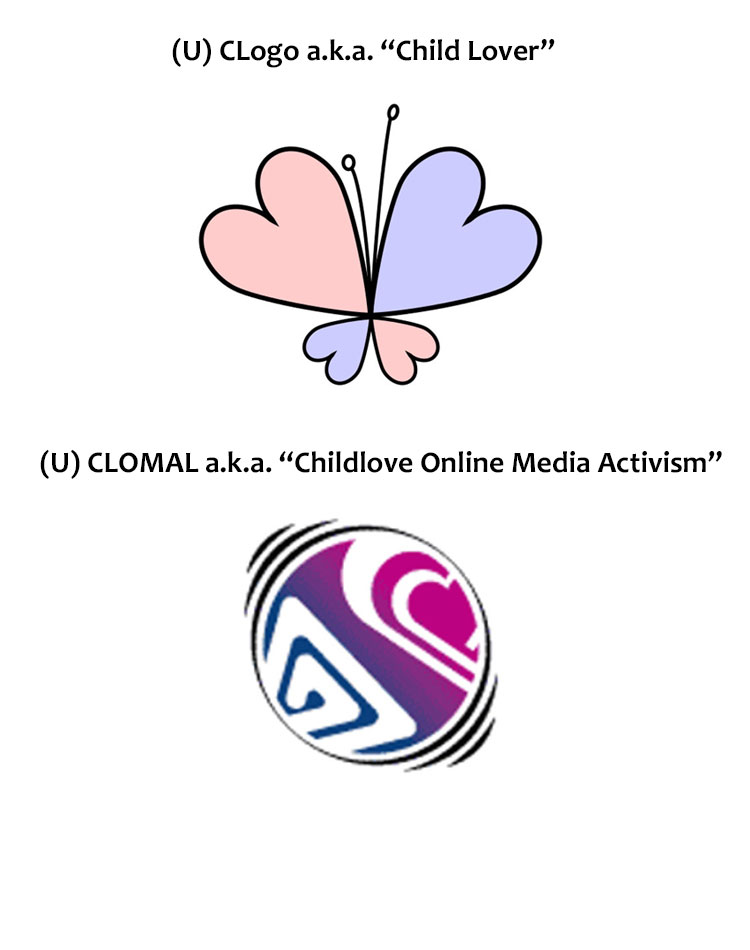 (U) CLogo a.k.a. “Child Lover”
(U) CLOMAL a.k.a. “Childlove Online Media Activism”